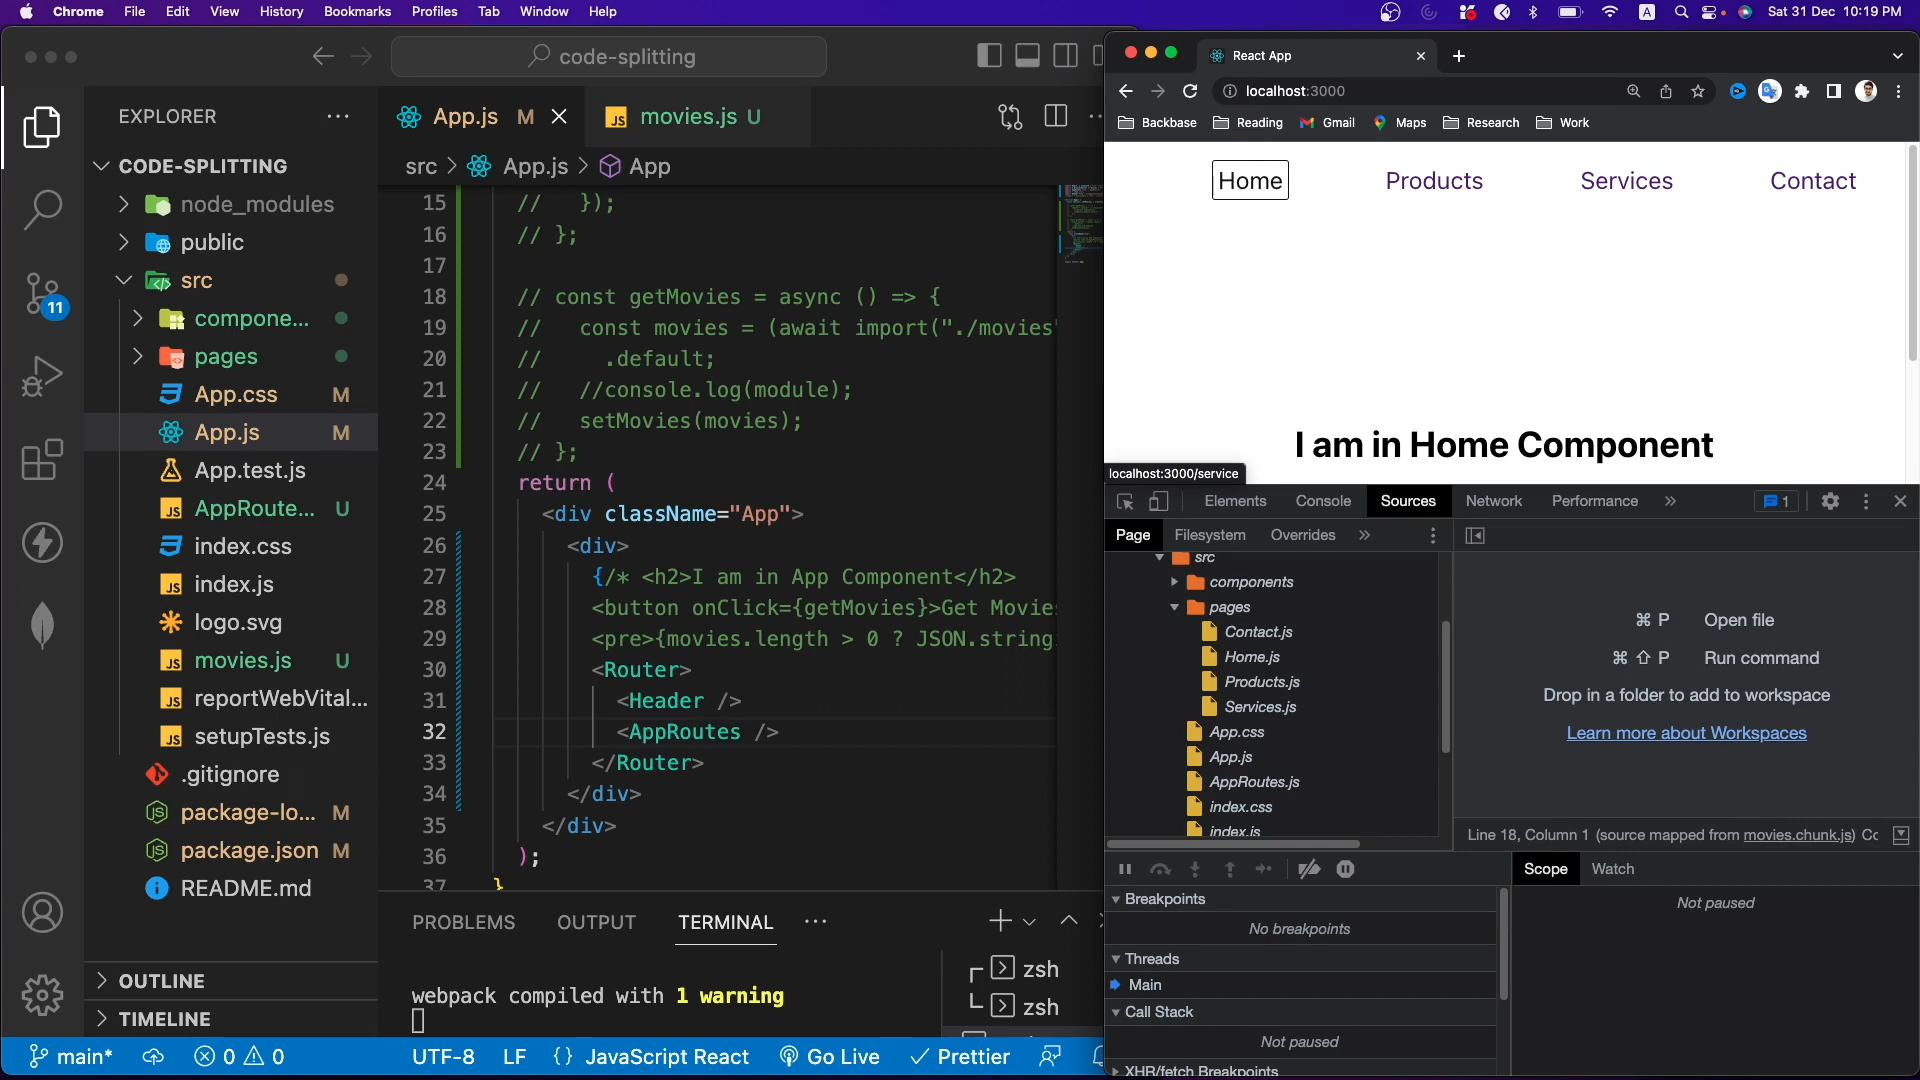 Chrome File Edit View History Bookmarks Profiles Tab Window Help
A Sat 31 Dec 10:19 PM
code-splitting
EXPLORER
CODE-SPLITTING
node_modules
public
src
compone...
pages
App.css M
App.js M
App.test.js
AppRoute... U
index.css
index.js
logo.svg
movies.js U
reportWebVital...
setupTests.js
.gitignore
package-lo... M
package.json M
README.md
OUTLINE
TIMELINE
11
App.js M
movies.js U
src > App.js > App
15 // });
16 // };
17
18 // const getMovies = async () => {
19 // const movies = (await import("./movies"
20 // .default;
21 // //console.log(module);
22 // setMovies(movies);
23 // };
24 return (
25 <div className="App">
26 <div>
27 {/* <h2>I am in App Component</h2>
28 <button onClick={getMovies}>Get Movies
29 <pre>{movies.length > 0 ? JSON.string
30 <Router>
31 <Header />
32 <AppRoutes />
33 </Router>
34 </div>
35 </div>
36 );
37 }
PROBLEMS OUTPUT TERMINAL
webpack compiled with 1 warning
zsh
zsh
main* 0 0 UTF-8 LF {} JavaScript React Go Live Prettier
React App
localhost:3000
Backbase Reading Gmail Maps Research Work
Home Products Services Contact
I am in Home Component
localhost:3000/service
Elements Console Sources Network Performance 1
Page Filesystem Overrides
src
components
pages
Contact.js
Home.js
Products.js
Services.js
App.css
App.js
AppRoutes.js
index.css
index.js
⌘ P Open file
⌘ ⇧ P Run command
Drop in a folder to add to workspace
Learn more about Workspaces
Line 18, Column 1 (source mapped from movies.chunk.js)
Scope Watch
Not paused
Breakpoints
No breakpoints
Threads
Main
Call Stack
Not paused
XHR/fetch Breakpoints